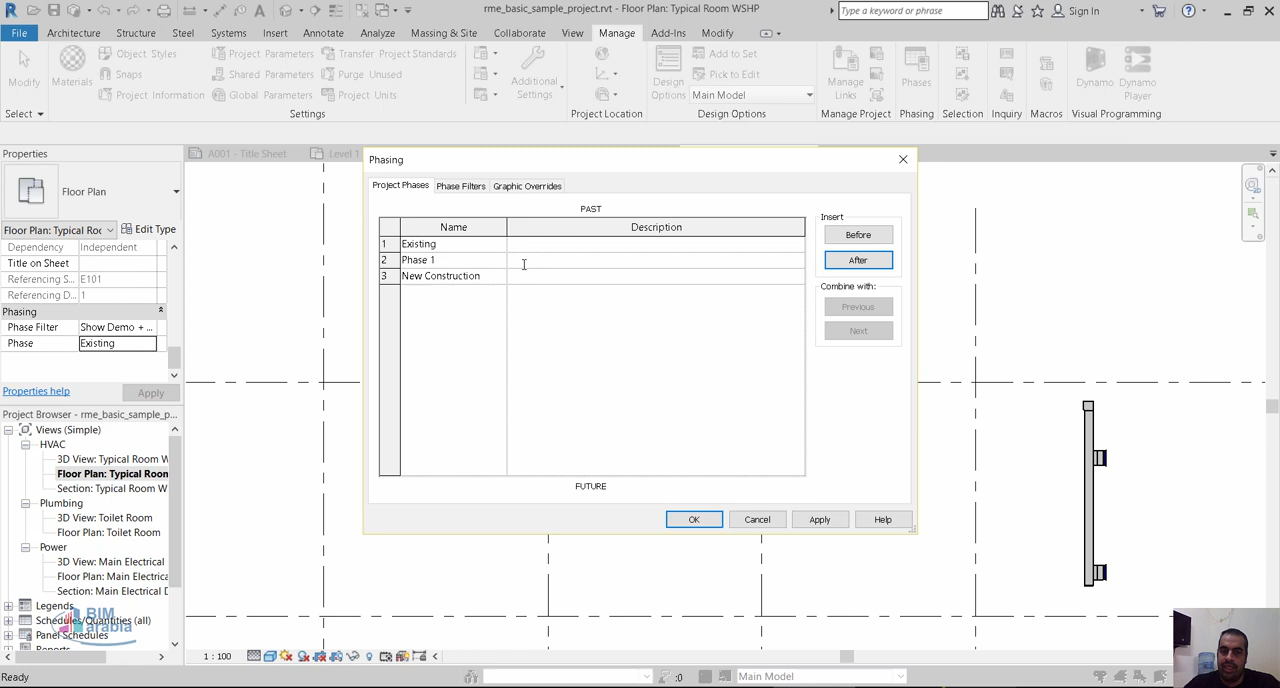 rme_basic_sample_project.rvt - Floor Plan: Typical Room WSHP
Type a keyword or phrase
Sign In
File Architecture Structure Steel Systems Insert Annotate Analyze Massing & Site Collaborate View Manage Add-Ins Modify
Modify
Materials
Object Styles
Snaps
Project Information
Project Parameters
Shared Parameters
Global Parameters
Transfer Project Standards
Purge Unused
Project Units
Additional Settings
Design Options
Add to Set
Pick to Edit
Main Model
Manage Links
Phases
Dynamo
Dynamo Player
Select
Settings
Project Location
Design Options
Manage Project
Phasing
Selection
Inquiry
Macros
Visual Programming
Properties
A001 - Title Sheet
Level 1
Floor Plan
Floor Plan: Typical Roc
Edit Type
Dependency Independent
Title on Sheet
Referencing S... E101
Referencing D... 1
Phasing
Phase Filter Show Demo + ...
Phase Existing
Properties help
Apply
Project Browser - rme_basic_sample_p...
Views (Simple)
HVAC
3D View: Typical Room W
Floor Plan: Typical Room
Section: Typical Room W
Plumbing
3D View: Toilet Room
Floor Plan: Toilet Room
Power
3D View: Main Electrical
Floor Plan: Main Electrica
Section: Main Electrical D
Legends
Schedules/Quantities (all)
Panel Schedules
Reports
BIM
arabia
Phasing
Project Phases Phase Filters Graphic Overrides
PAST
Name Description
1 Existing
2 Phase 1
3 New Construction
FUTURE
Insert
Before
After
Combine with:
Previous
Next
OK Cancel Apply Help
1 : 100
Ready
:0
Main Model